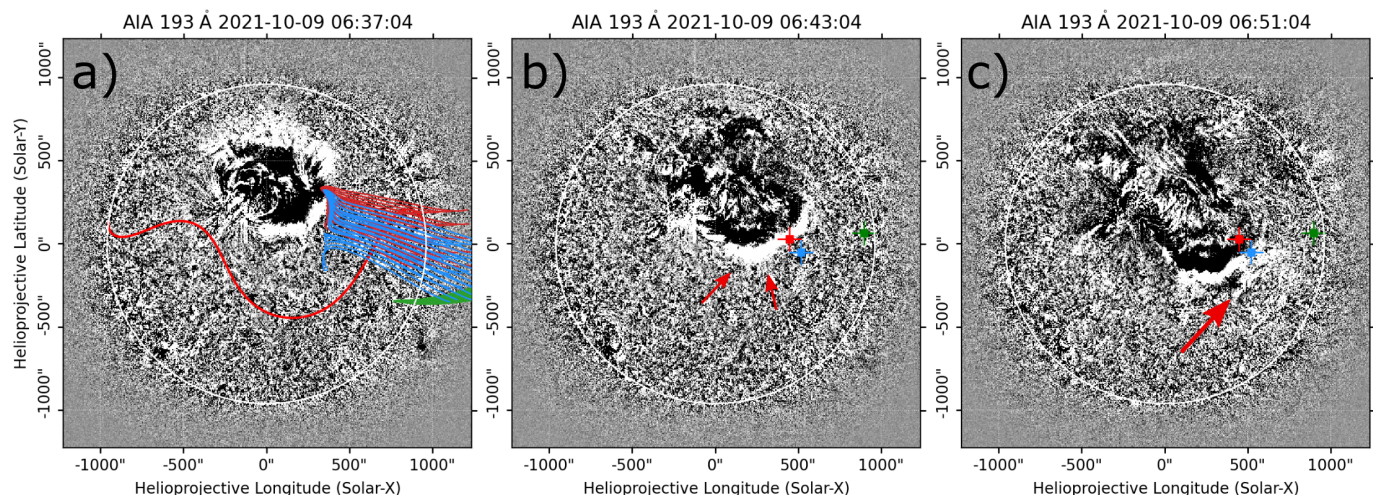 AIA 193 Å 2021-10-09 06:37:04
a)
1000"
500"
0"
-500"
-1000"
Helioprojective Latitude (Solar-Y)
-1000" -500" 0" 500" 1000"
Helioprojective Longitude (Solar-X)
AIA 193 Å 2021-10-09 06:43:04
b)
1000"
500"
0"
-500"
-1000"
-1000" -500" 0" 500" 1000"
Helioprojective Longitude (Solar-X)
AIA 193 Å 2021-10-09 06:51:04
c)
1000"
500"
0"
-500"
-1000"
-1000" -500" 0" 500" 1000"
Helioprojective Longitude (Solar-X)